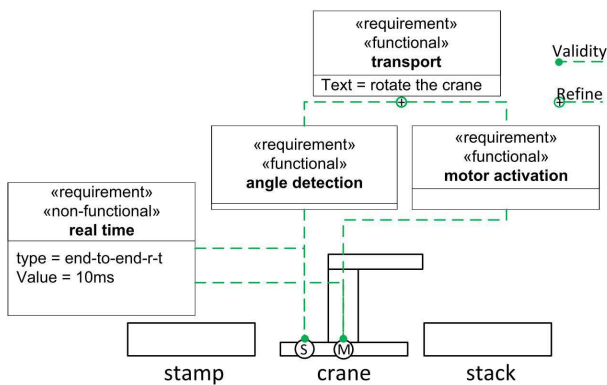 «requirement»
«functional»
transport
Text = rotate the crane
Validity
Refine
«requirement»
«functional»
angle detection
«requirement»
«functional»
motor activation
«requirement»
«non-functional»
real time
type = end-to-end-r-t
Value = 10ms
S
M
stamp
crane
stack